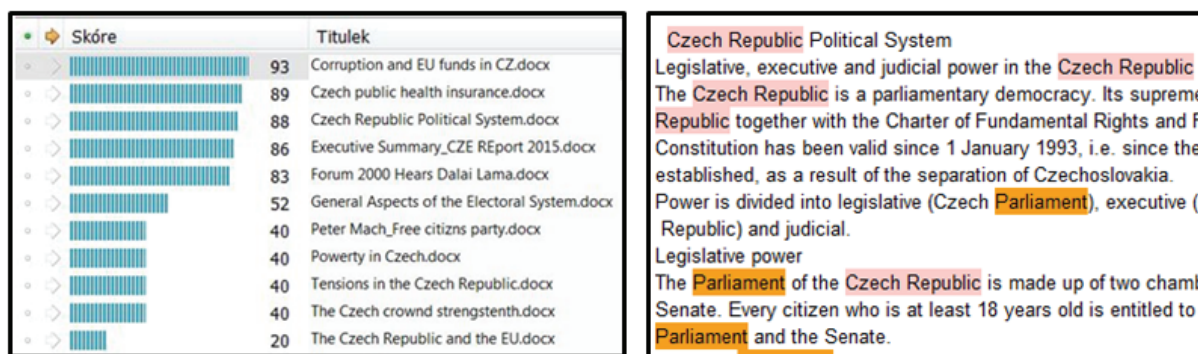 Skóre Titulek
93 Corruption and EU funds in CZ.docx
89 Czech public health insurance.docx
88 Czech Republic Political System.docx
86 Executive Summary_CZE REport 2015.docx
83 Forum 2000 Hears Dalai Lama.docx
52 General Aspects of the Electoral System.docx
40 Peter Mach_Free citizns party.docx
40 Powerty in Czech.docx
40 Tensions in the Czech Republic.docx
40 The Czech crownd strengstenth.docx
20 The Czech Republic and the EU.docx
Czech Republic Political System
Legislative, executive and judicial power in the Czech Republic
The Czech Republic is a parliamentary democracy. Its supreme
Republic together with the Charter of Fundamental Rights and F
Constitution has been valid since 1 January 1993, i.e. since the
established, as a result of the separation of Czechoslovakia.
Power is divided into legislative (Czech Parliament), executive (
Republic) and judicial.
Legislative power
The Parliament of the Czech Republic is made up of two chamb
Senate. Every citizen who is at least 18 years old is entitled to
Parliament and the Senate.